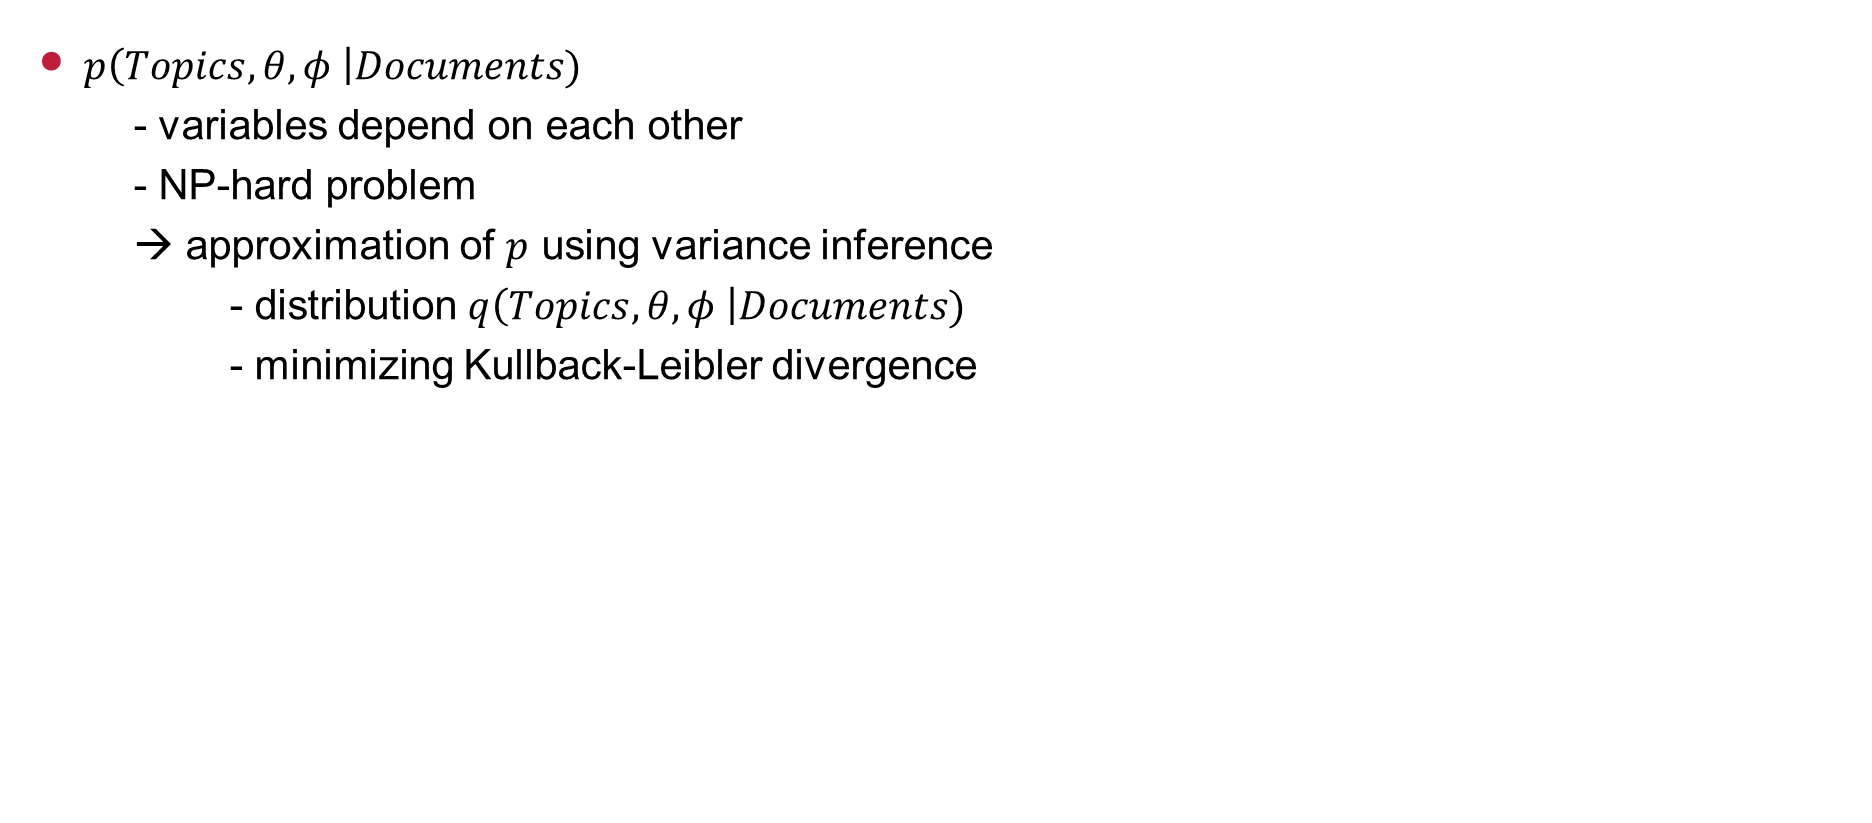 • 𝑝(𝑇𝑜𝑝𝑖𝑐𝑠, 𝜃, 𝜙 |𝐷𝑜𝑐𝑢𝑚𝑒𝑛𝑡𝑠)
- variables depend on each other
- NP-hard problem
→ approximation of 𝑝 using variance inference
- distribution 𝑞(𝑇𝑜𝑝𝑖𝑐𝑠, 𝜃, 𝜙 |𝐷𝑜𝑐𝑢𝑚𝑒𝑛𝑡𝑠)
- minimizing Kullback-Leibler divergence